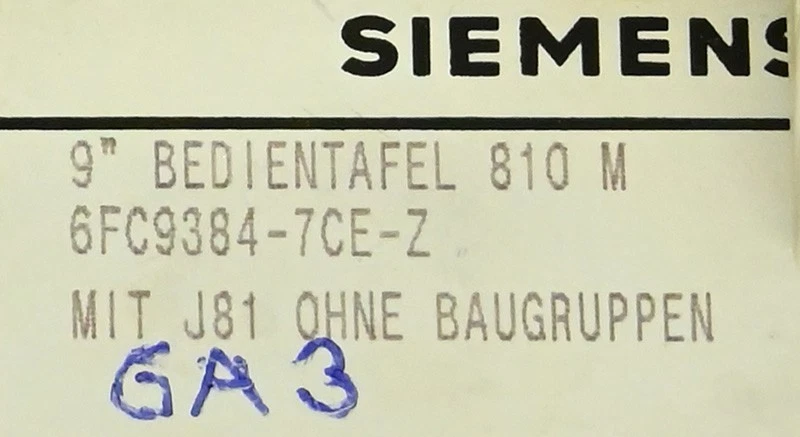 SIEMENS
9" BEDIENTAFEL 810 M
6FC9384-7CE-Z
MIT J81 OHNE BAUGRUPPEN
GA3